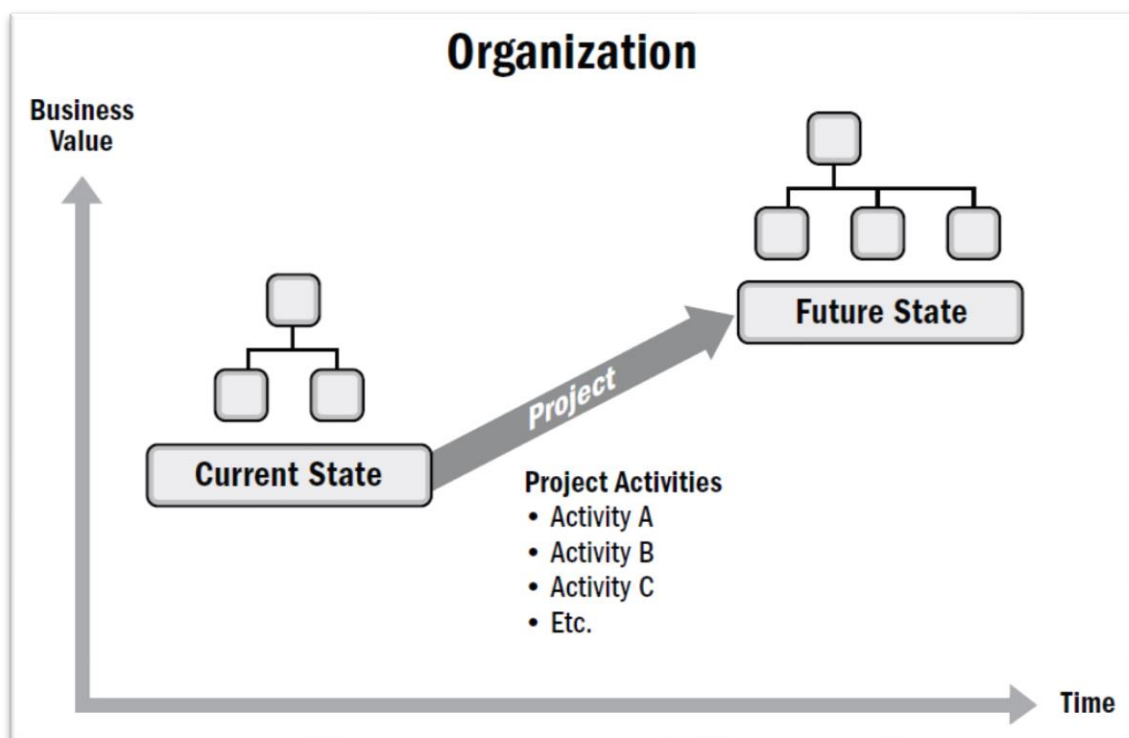 Organization
Business
Value
Future State
Project
Current State
Project Activities
• Activity A
• Activity B
• Activity C
• Etc.
Time